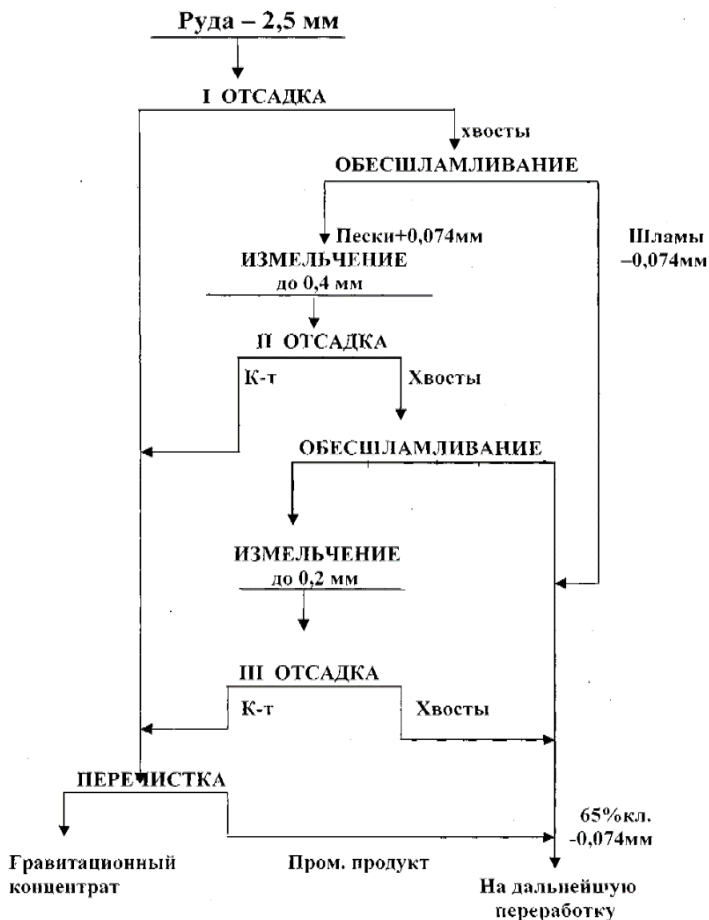 Руда – 2,5 мм
I ОТСАДКА
хвосты
ОБЕСШЛАМЛИВАНИЕ
Пески+0,074мм
Шламы
–0,074мм
ИЗМЕЛЬЧЕНИЕ
до 0,4 мм
II ОТСАДКА
К-т
Хвосты
ОБЕСШЛАМЛИВАНИЕ
ИЗМЕЛЬЧЕНИЕ
до 0,2 мм
III ОТСАДКА
К-т
Хвосты
ПЕРЕЧИСТКА
65%кл.
-0,074мм
Гравитационный
концентрат
Пром. продукт
На дальнейшую
переработку